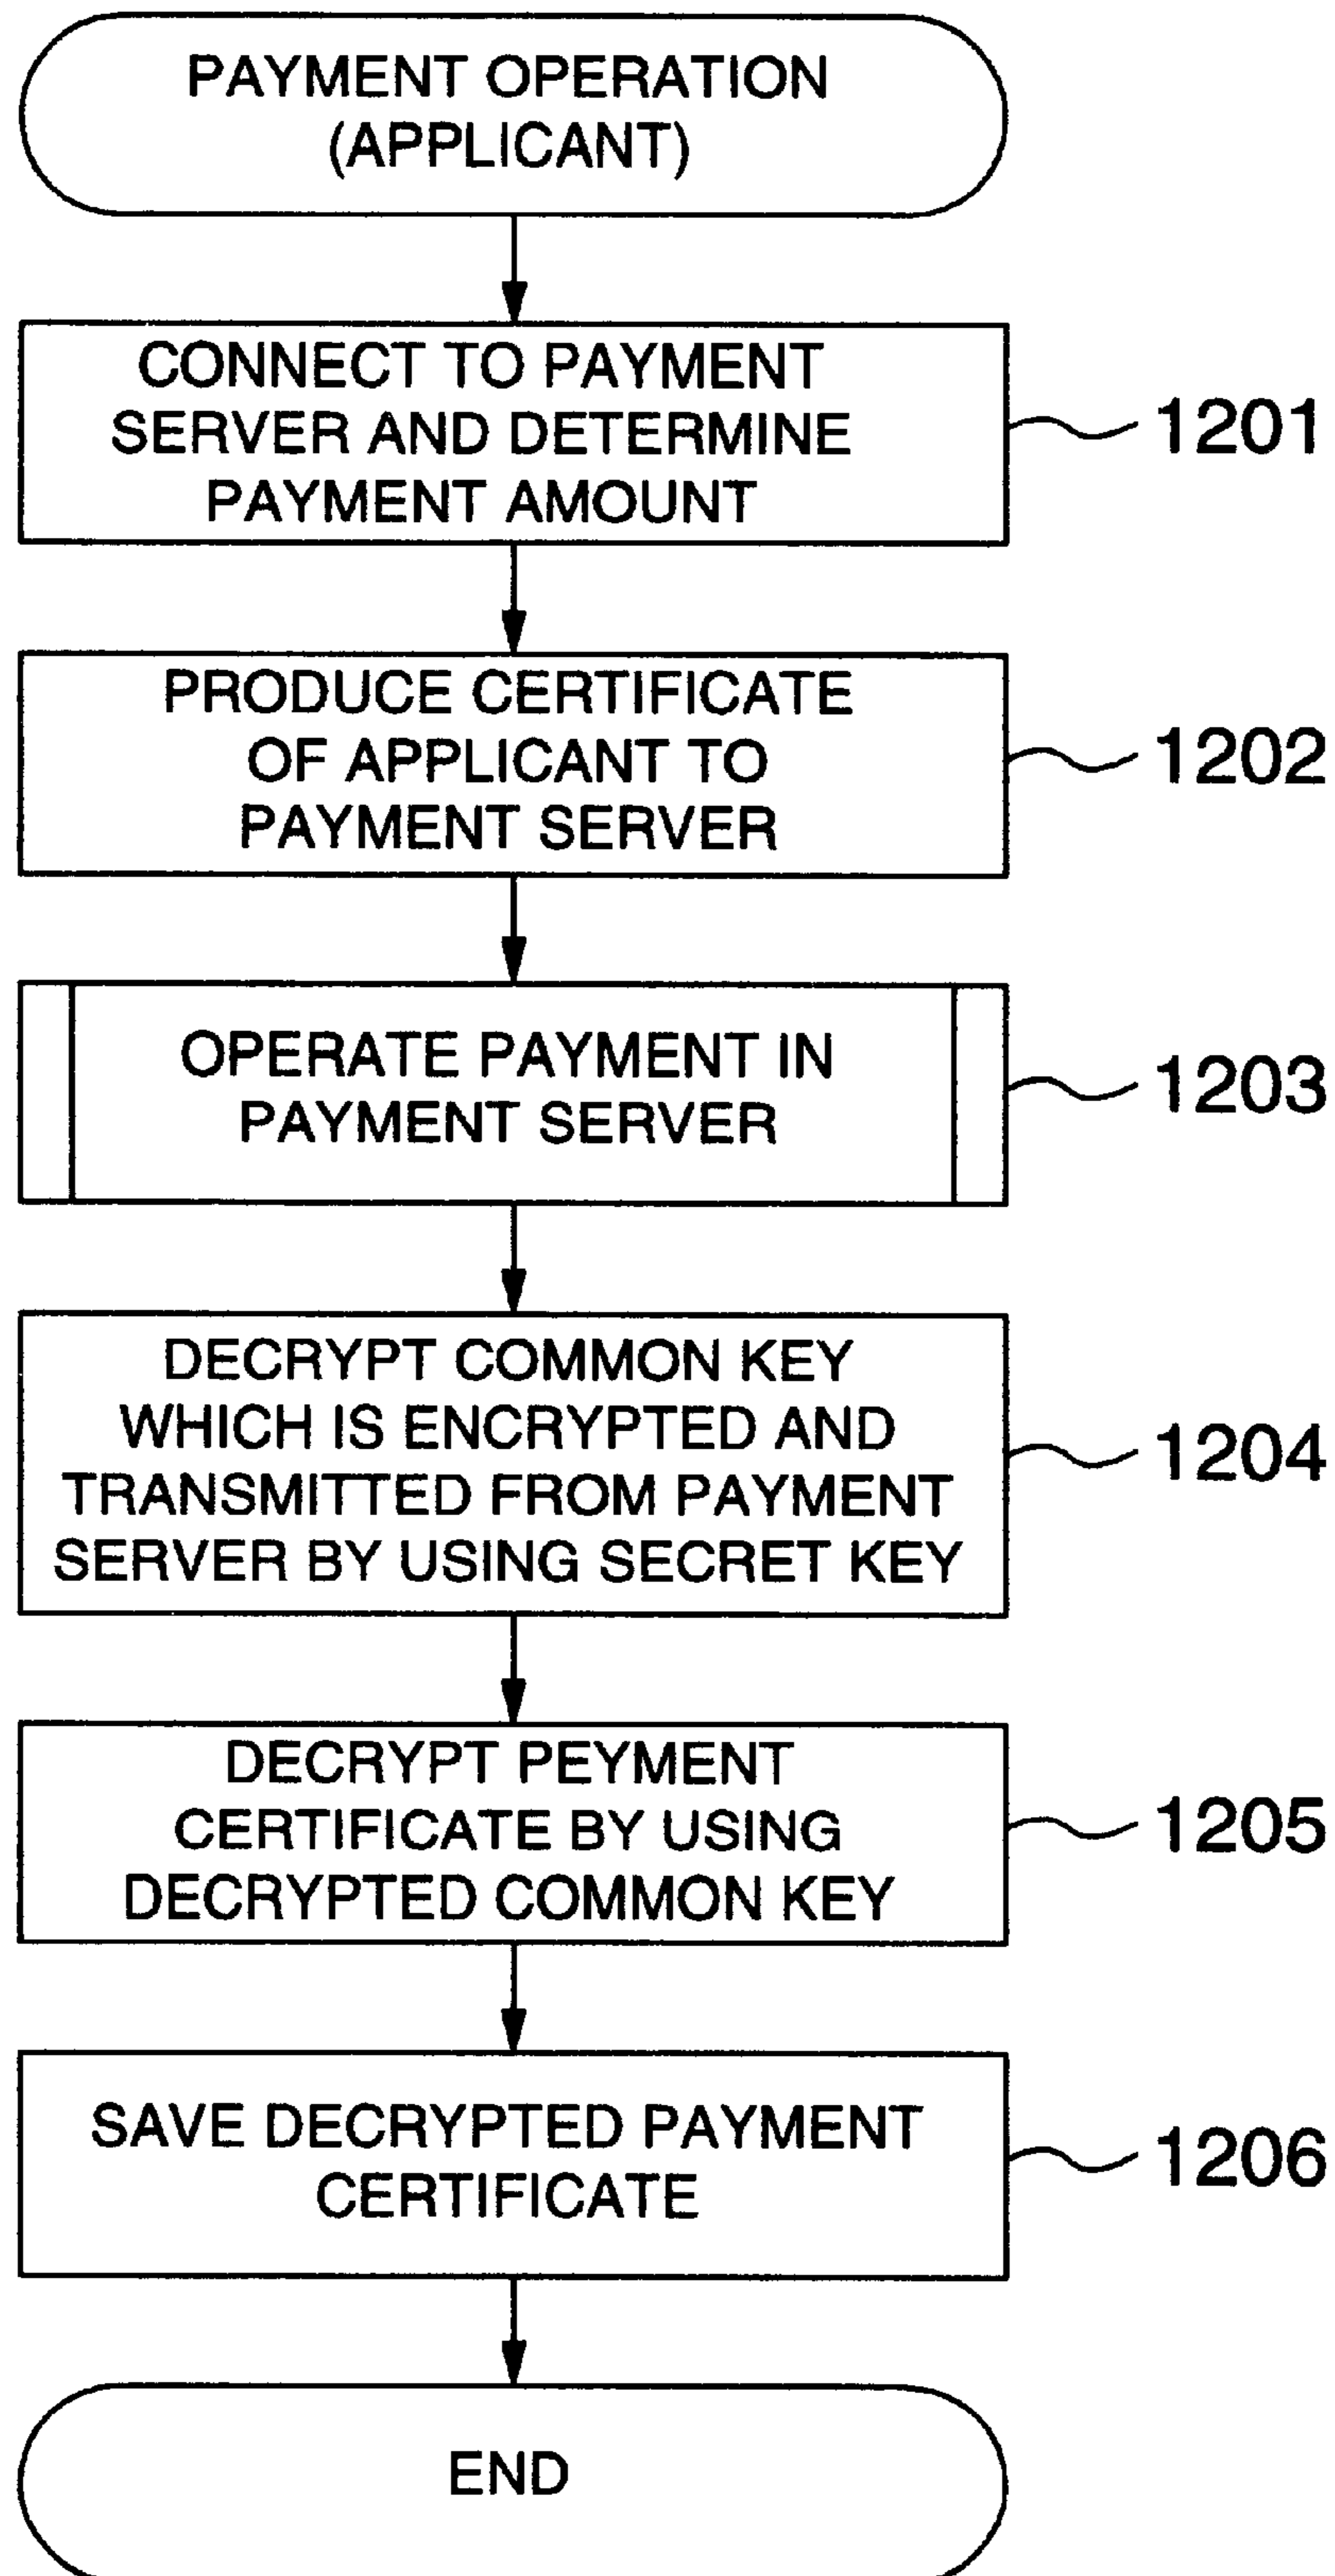 PAYMENT OPERATION
(APPLICANT)
CONNECT TO PAYMENT
SERVER AND DETERMINE
PAYMENT AMOUNT
1201
PRODUCE CERTIFICATE
OF APPLICANT TO
PAYMENT SERVER
1202
OPERATE PAYMENT IN
PAYMENT SERVER
1203
DECRYPT COMMON KEY
WHICH IS ENCRYPTED AND
TRANSMITTED FROM PAYMENT
SERVER BY USING SECRET KEY
1204
DECRYPT PEYMENT
CERTIFICATE BY USING
DECRYPTED COMMON KEY
1205
SAVE DECRYPTED PAYMENT
CERTIFICATE
1206
END